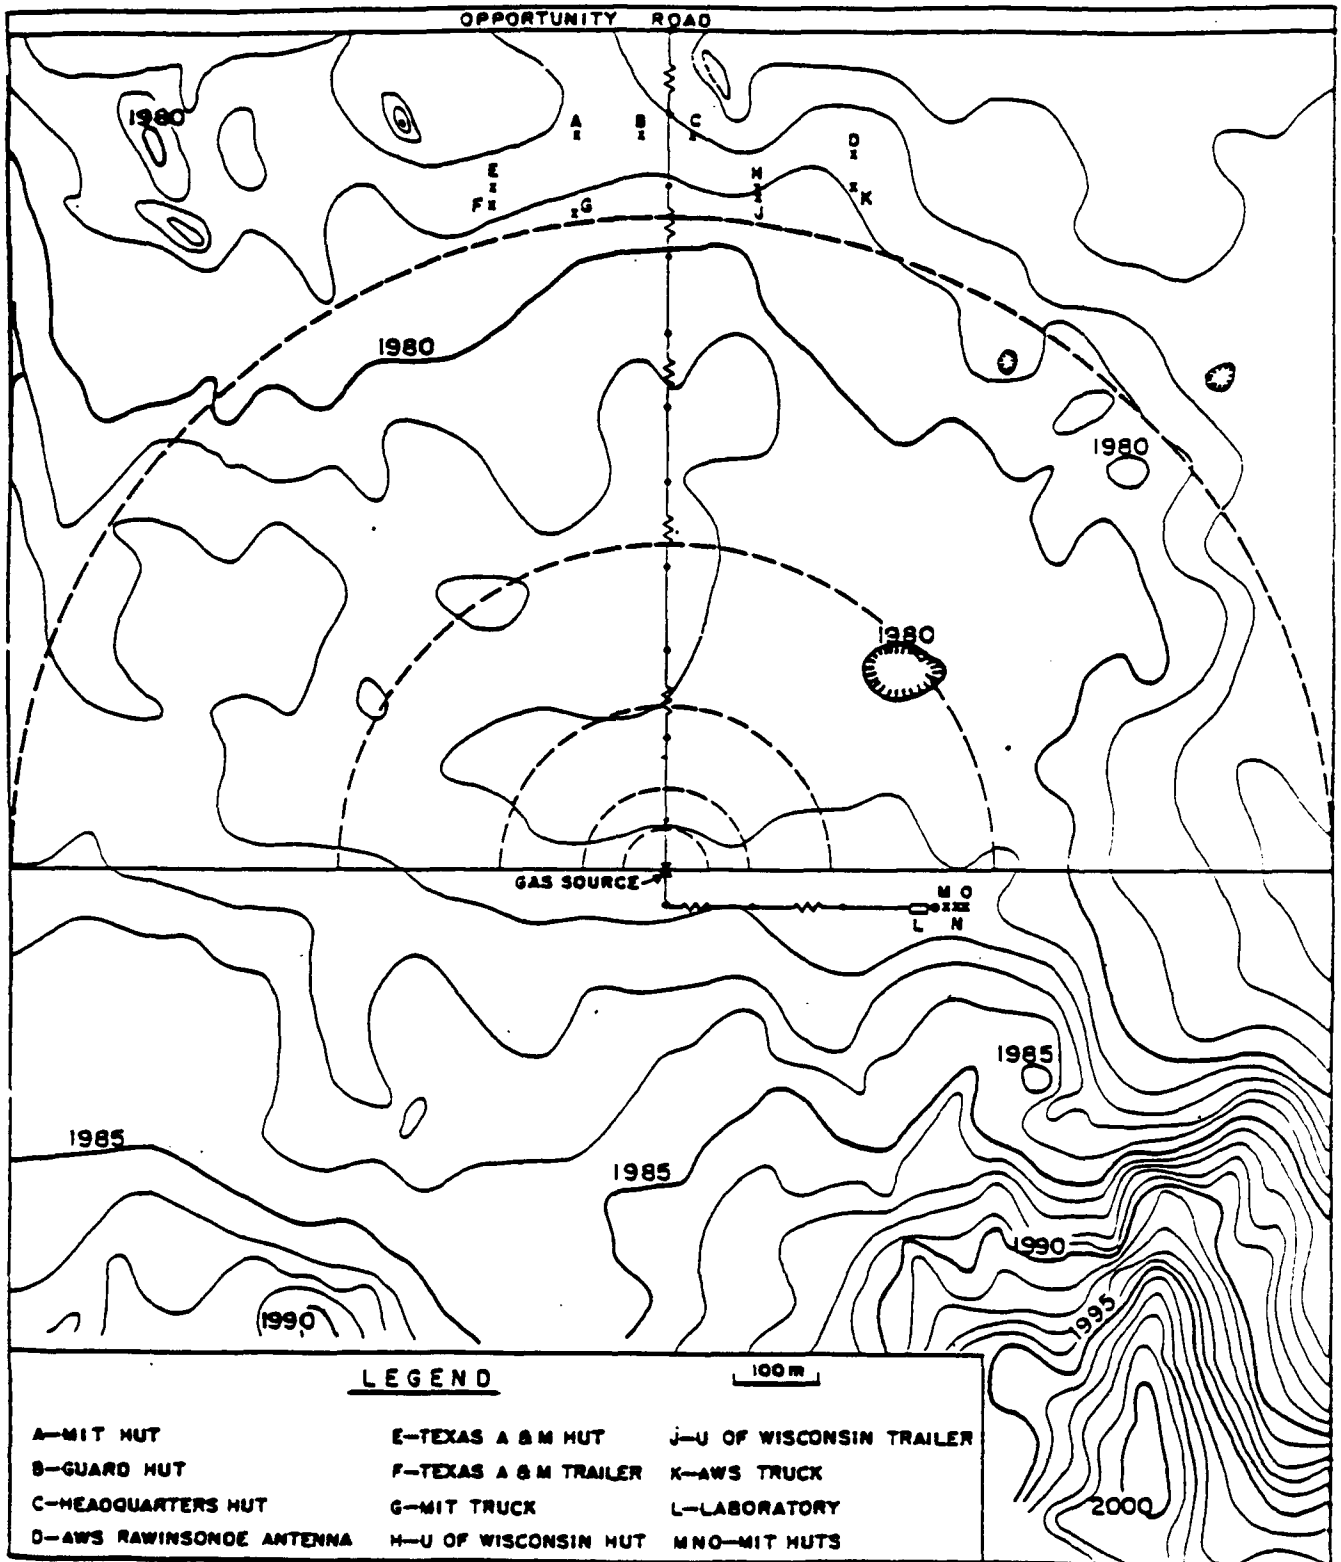 OPPORTUNITY ROAD
1980
A B C
D
E
H
F G K
J
1980
1980
1980
GAS SOURCE
M O
L N
1985
1985
1985
1990
1990
1995
2000
LEGEND
100m
A—MIT HUT
B—GUARD HUT
C—HEADQUARTERS HUT
D—AWS RAWINSONDE ANTENNA
E—TEXAS A & M HUT
F—TEXAS A & M TRAILER
G—MIT TRUCK
H—U OF WISCONSIN HUT
J—U OF WISCONSIN TRAILER
K—AWS TRUCK
L—LABORATORY
MNO—MIT HUTS